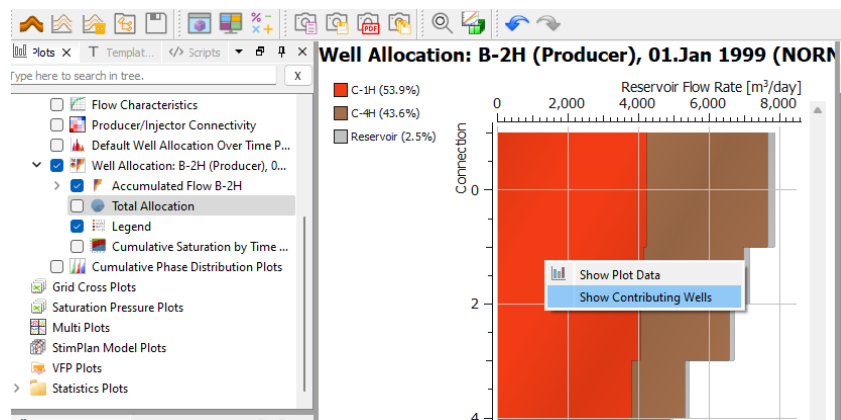 PDF
Plots X T Templat... </> Scripts
Type here to search in tree. X
Flow Characteristics
Producer/Injector Connectivity
Default Well Allocation Over Time P...
Well Allocation: B-2H (Producer), 0...
Accumulated Flow B-2H
Total Allocation
Legend
Cumulative Saturation by Time ...
Cumulative Phase Distribution Plots
Grid Cross Plots
Saturation Pressure Plots
Multi Plots
StimPlan Model Plots
VFP Plots
Statistics Plots
Well Allocation: B-2H (Producer), 01.Jan 1999 (NORN
C-1H (53.9%)
C-4H (43.6%)
Reservoir (2.5%)
Reservoir Flow Rate [m³/day]
0 2,000 4,000 6,000 8,000
Connection
0
2
4
Show Plot Data
Show Contributing Wells